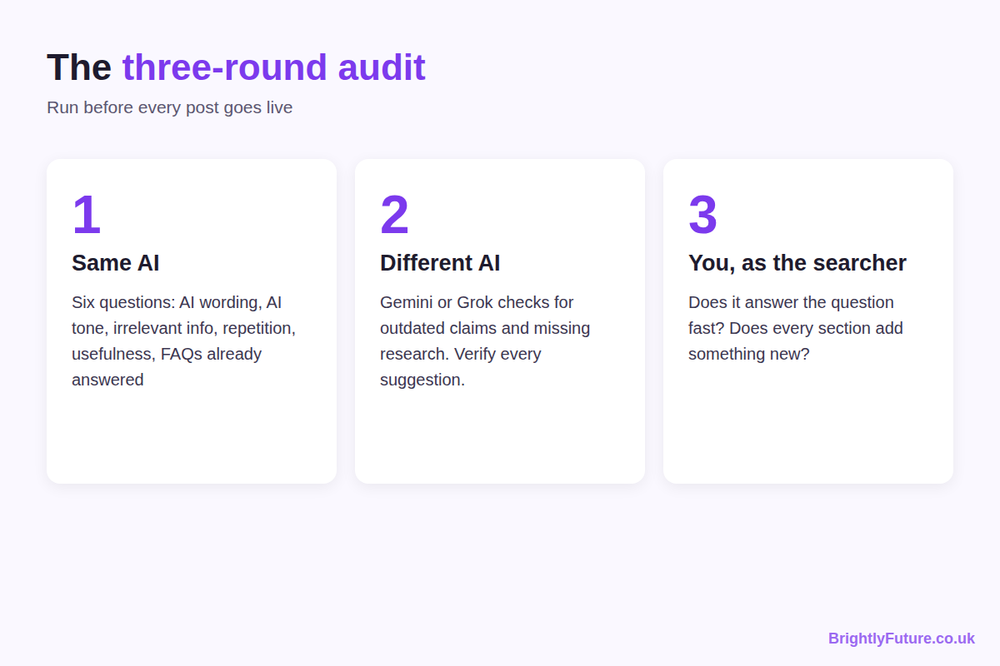 The three-round audit
Run before every post goes live
1
Same AI
Six questions: AI wording, AI
tone, irrelevant info, repetition,
usefulness, FAQs already
answered
2
Different AI
Gemini or Grok checks for
outdated claims and missing
research. Verify every
suggestion.
3
You, as the searcher
Does it answer the question
fast? Does every section add
something new?
BrightlyFuture.co.uk